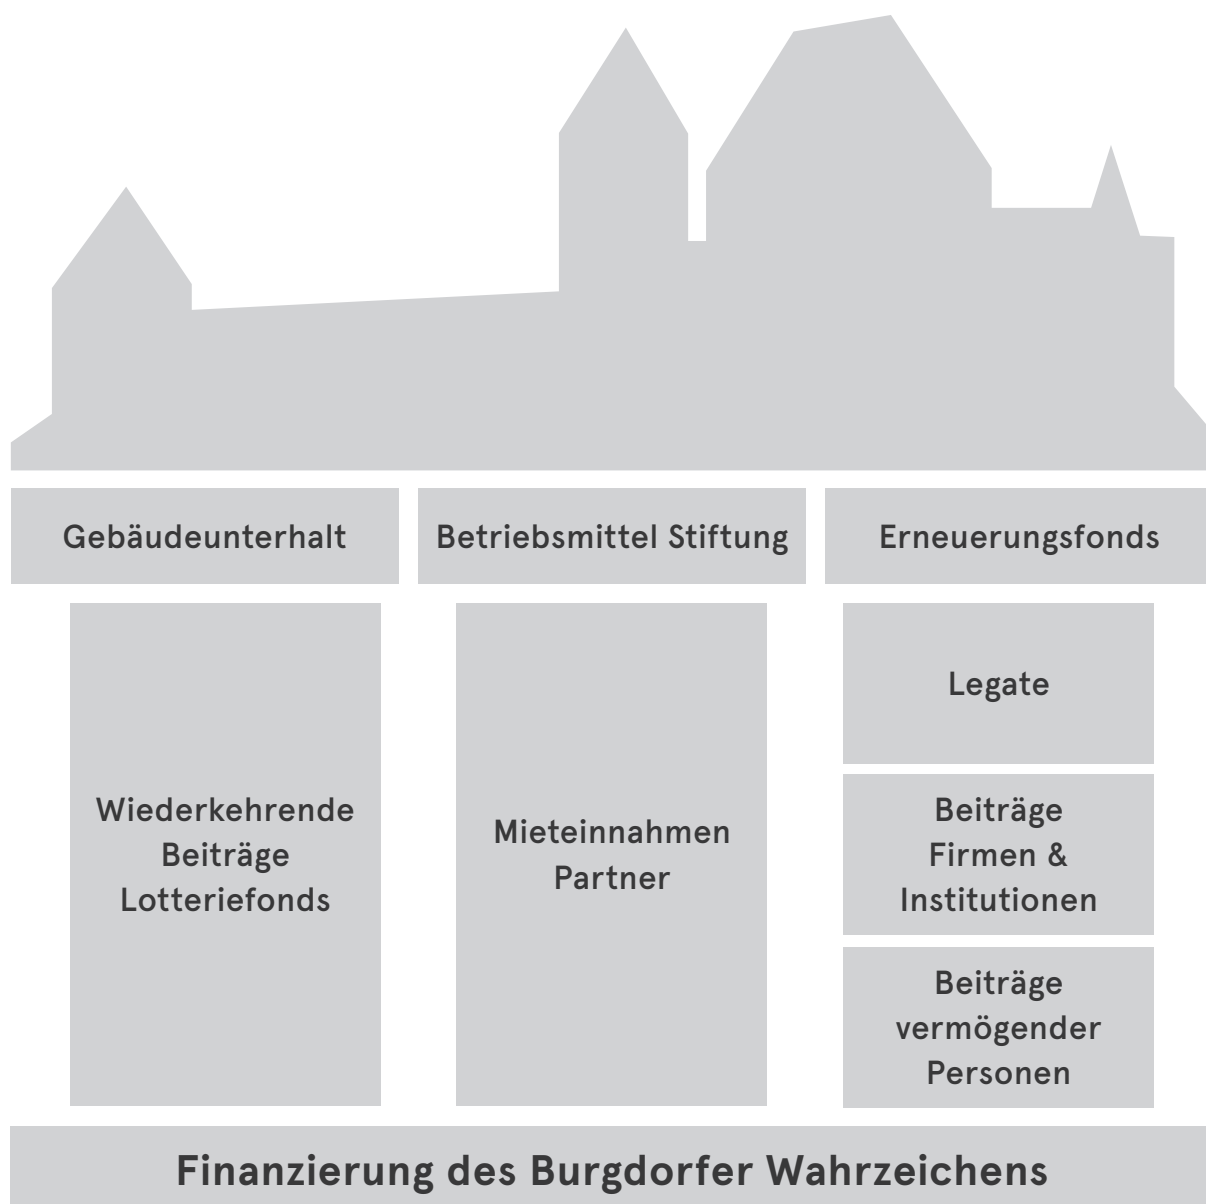 Gebäudeunterhalt
Betriebsmittel Stiftung
Erneuerungsfonds
Wiederkehrende
Beiträge
Lotteriefonds
Mieteinnahmen
Partner
Legate
Beiträge
Firmen &
Institutionen
Beiträge
vermögender
Personen
Finanzierung des Burgdorfer Wahrzeichens